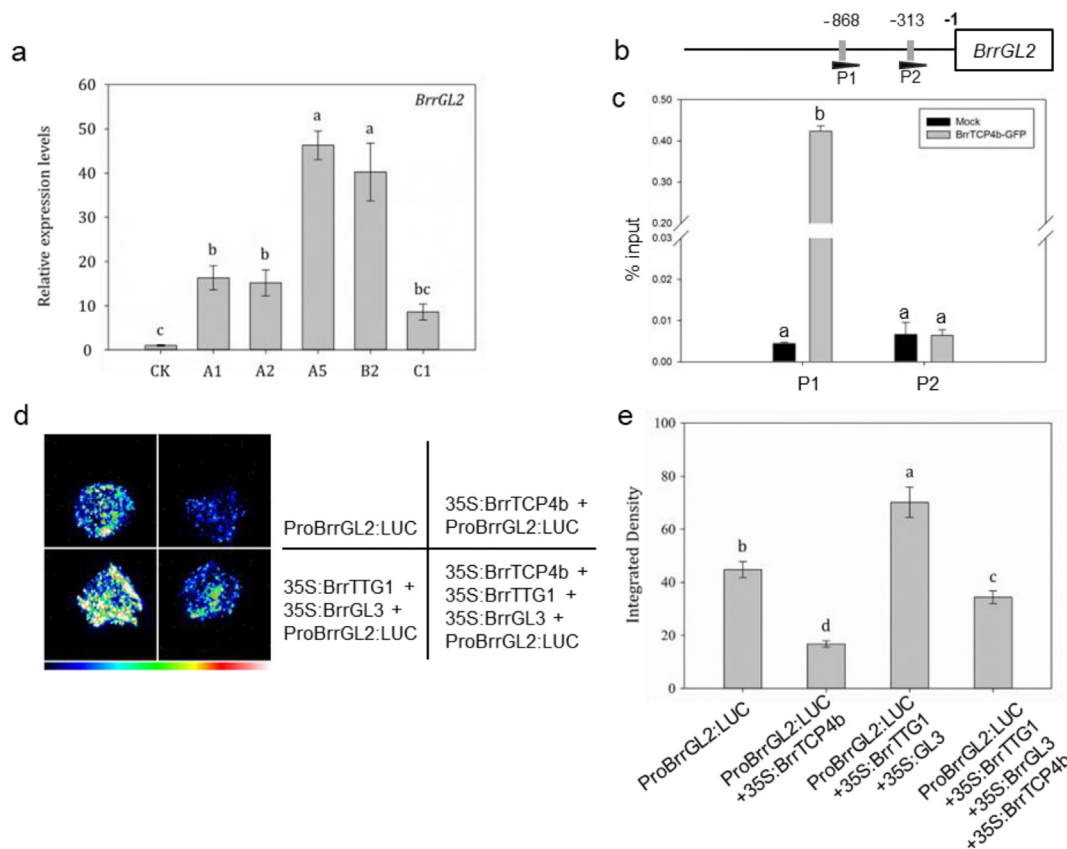 a
BrrGL2
Relative expression levels
60
50
40
30
20
10
0
c
b
b
a
a
bc
CK A1 A2 A5 B2 C1
b
-868 -313 -1
P1 P2
BrrGL2
c
% input
0.50
0.40
0.30
0.20
0.03
0.02
0.01
0.00
Mock
BrrTCP4b-GFP
a b a a
P1 P2
d
ProBrrGL2:LUC
35S:BrrTCP4b +
ProBrrGL2:LUC
35S:BrrTTG1 +
35S:BrrGL3 +
ProBrrGL2:LUC
35S:BrrTCP4b +
35S:BrrTTG1 +
35S:BrrGL3 +
ProBrrGL2:LUC
e
Integrated Density
100
80
60
40
20
0
b
d
a
c
ProBrrGL2:LUC
ProBrrGL2:LUC
+35S:BrrTCP4b
ProBrrGL2:LUC
+35S:BrrTTG1
+35S:GL3
ProBrrGL2:LUC
+35S:BrrTTG1
+35S:BrrGL3
+35S:BrrTCP4b